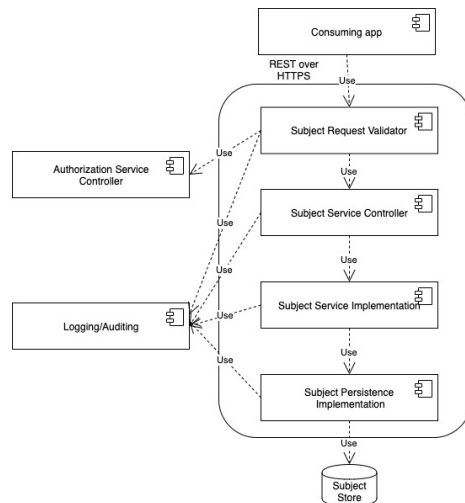 Consuming app
REST over
HTTPS
Use
Subject Request Validator
Use
Authorization Service
Controller
Use
Subject Service Controller
Use
Use
Use
Subject Service Implementation
Logging/Auditing
Use
Use
Use
Subject Persistence
Implementation
Use
Subject
Store